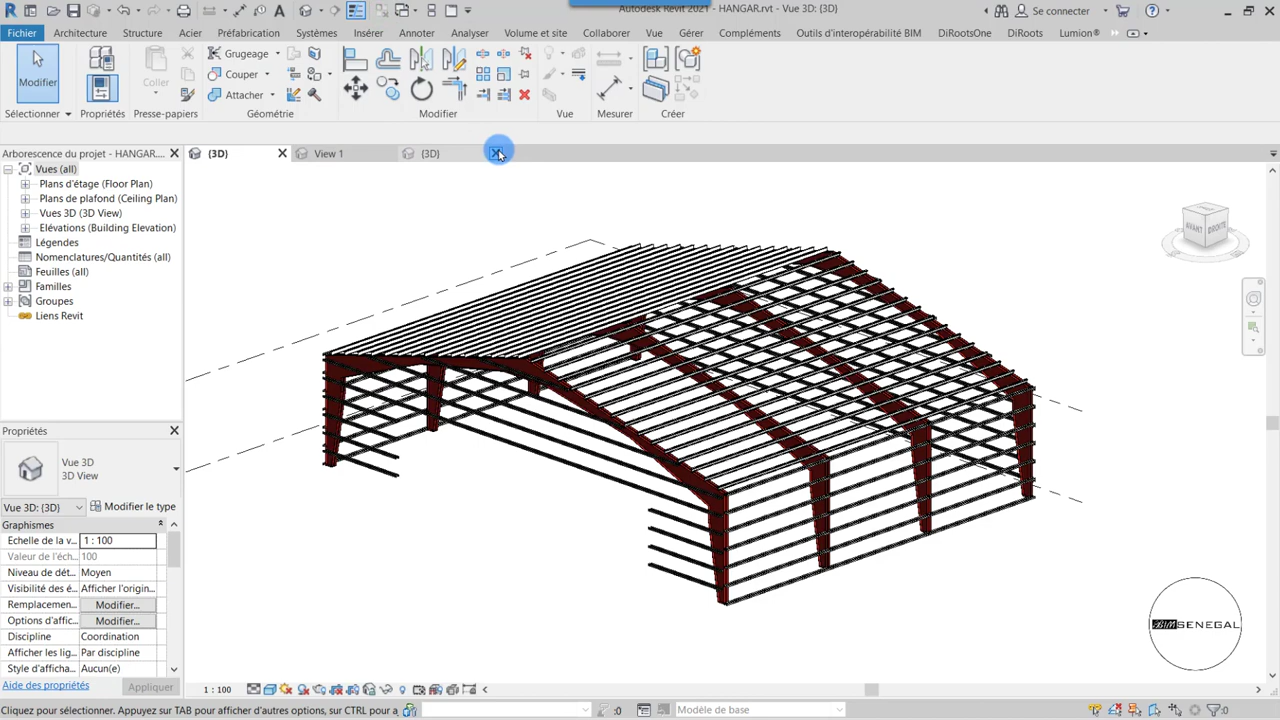 Autodesk Revit 2021 - HANGAR.rvt - Vue 3D: (3D)
Se connecter
Fichier Architecture Structure Acier Préfabrication Systèmes Insérer Annoter Analyser Volume et site Collaborer Vue Gérer Compléments Outils d'interopérabilité BIM DiRootsOne DiRoots Lumion®
Modifier
Coller
Grugeage
Couper
Attacher
Sélectionner Propriétés Presse-papiers Géométrie Modifier Vue Mesurer Créer
Arborescence du projet - HANGAR....
(3D) View 1 (3D)
Vues (all)
Plans d'étage (Floor Plan)
Plans de plafond (Ceiling Plan)
Vues 3D (3D View)
Elévations (Building Elevation)
Légendes
Nomenclatures/Quantités (all)
Feuilles (all)
Familles
Groupes
Liens Revit
AVANT DROITE
Propriétés
Vue 3D
3D View
Vue 3D: (3D) Modifier le type
Graphismes
Echelle de la v... 1 : 100
Valeur de l'éch... 100
Niveau de dét... Moyen
Visibilité des é... Afficher l'origin...
Remplacemen... Modifier...
Options d'affic... Modifier...
Discipline Coordination
Afficher les lig... Par discipline
Style d'afficha... Aucun(e)
Aide des propriétés Appliquer
BIM SENEGAL
1 : 100
Cliquez pour sélectionner. Appuyez sur TAB pour afficher d'autres options, sur CTRL pour a
:0
Modèle de base
:0